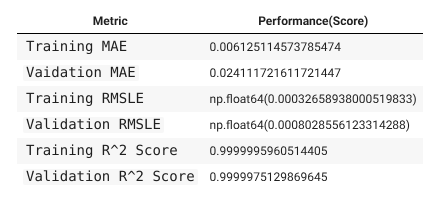 Metric Performance(Score)
Training MAE 0.006125114573785474
Vaidation MAE 0.024111721611721447
Training RMSLE np.float64(0.00032658938000519833)
Validation RMSLE np.float64(0.0008028556123314288)
Training R^2 Score 0.9999995960514405
Validation R^2 Score 0.9999975129869645